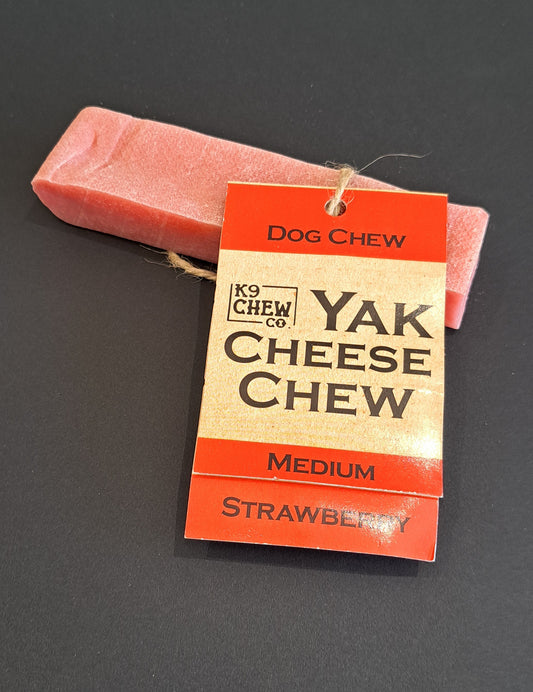 Dog Chew
K9
CHEW
CO.
Yak
Cheese
Chew
Medium
Strawberry